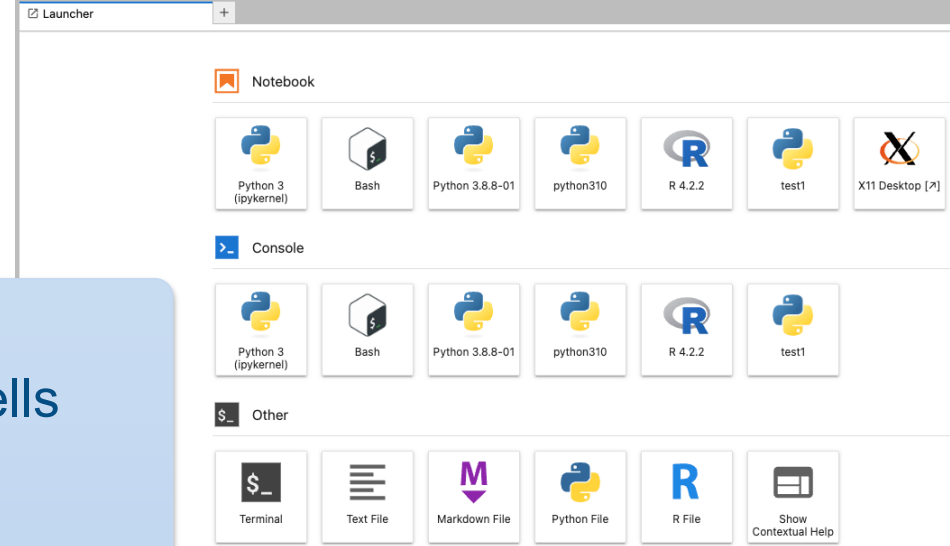 Launcher
+
Notebook
Python 3
(ipykernel)
$_
Bash
Python 3.8.8-01
python310
R
R 4.2.2
test1
X
X11 Desktop [↗]
>_
Console
Python 3
(ipykernel)
$_
Bash
Python 3.8.8-01
python310
R
R 4.2.2
test1
ells
$_
Other
$_
Terminal
Text File
M
Markdown File
Python File
R
R File
Show
Contextual Help